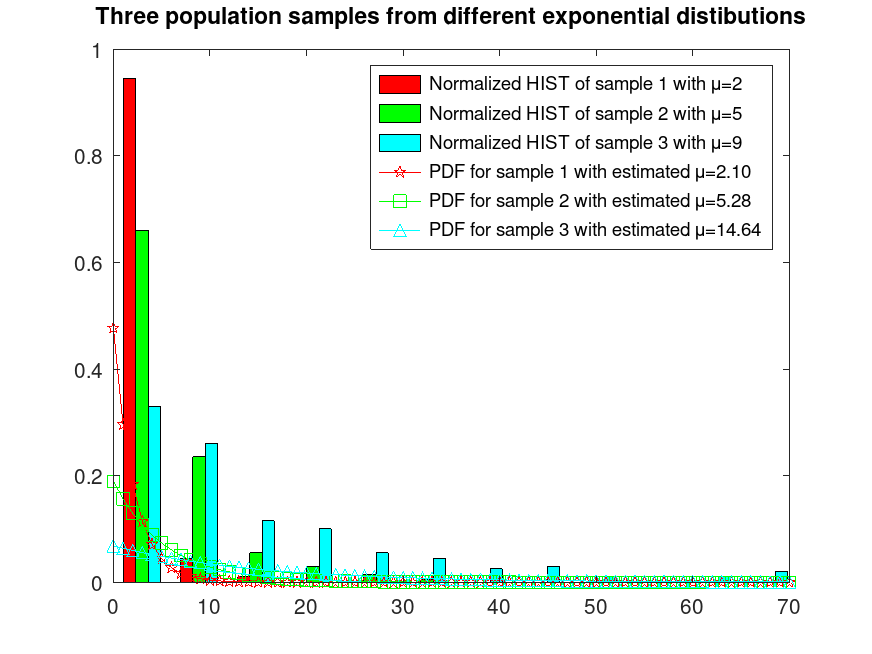 Three population samples from different exponential distibutions
1
0.8
0.6
0.4
0.2
0
Normalized HIST of sample 1 with μ=2
Normalized HIST of sample 2 with μ=5
Normalized HIST of sample 3 with μ=9
PDF for sample 1 with estimated μ=2.10
PDF for sample 2 with estimated μ=5.28
PDF for sample 3 with estimated μ=14.64
0 10 20 30 40 50 60 70